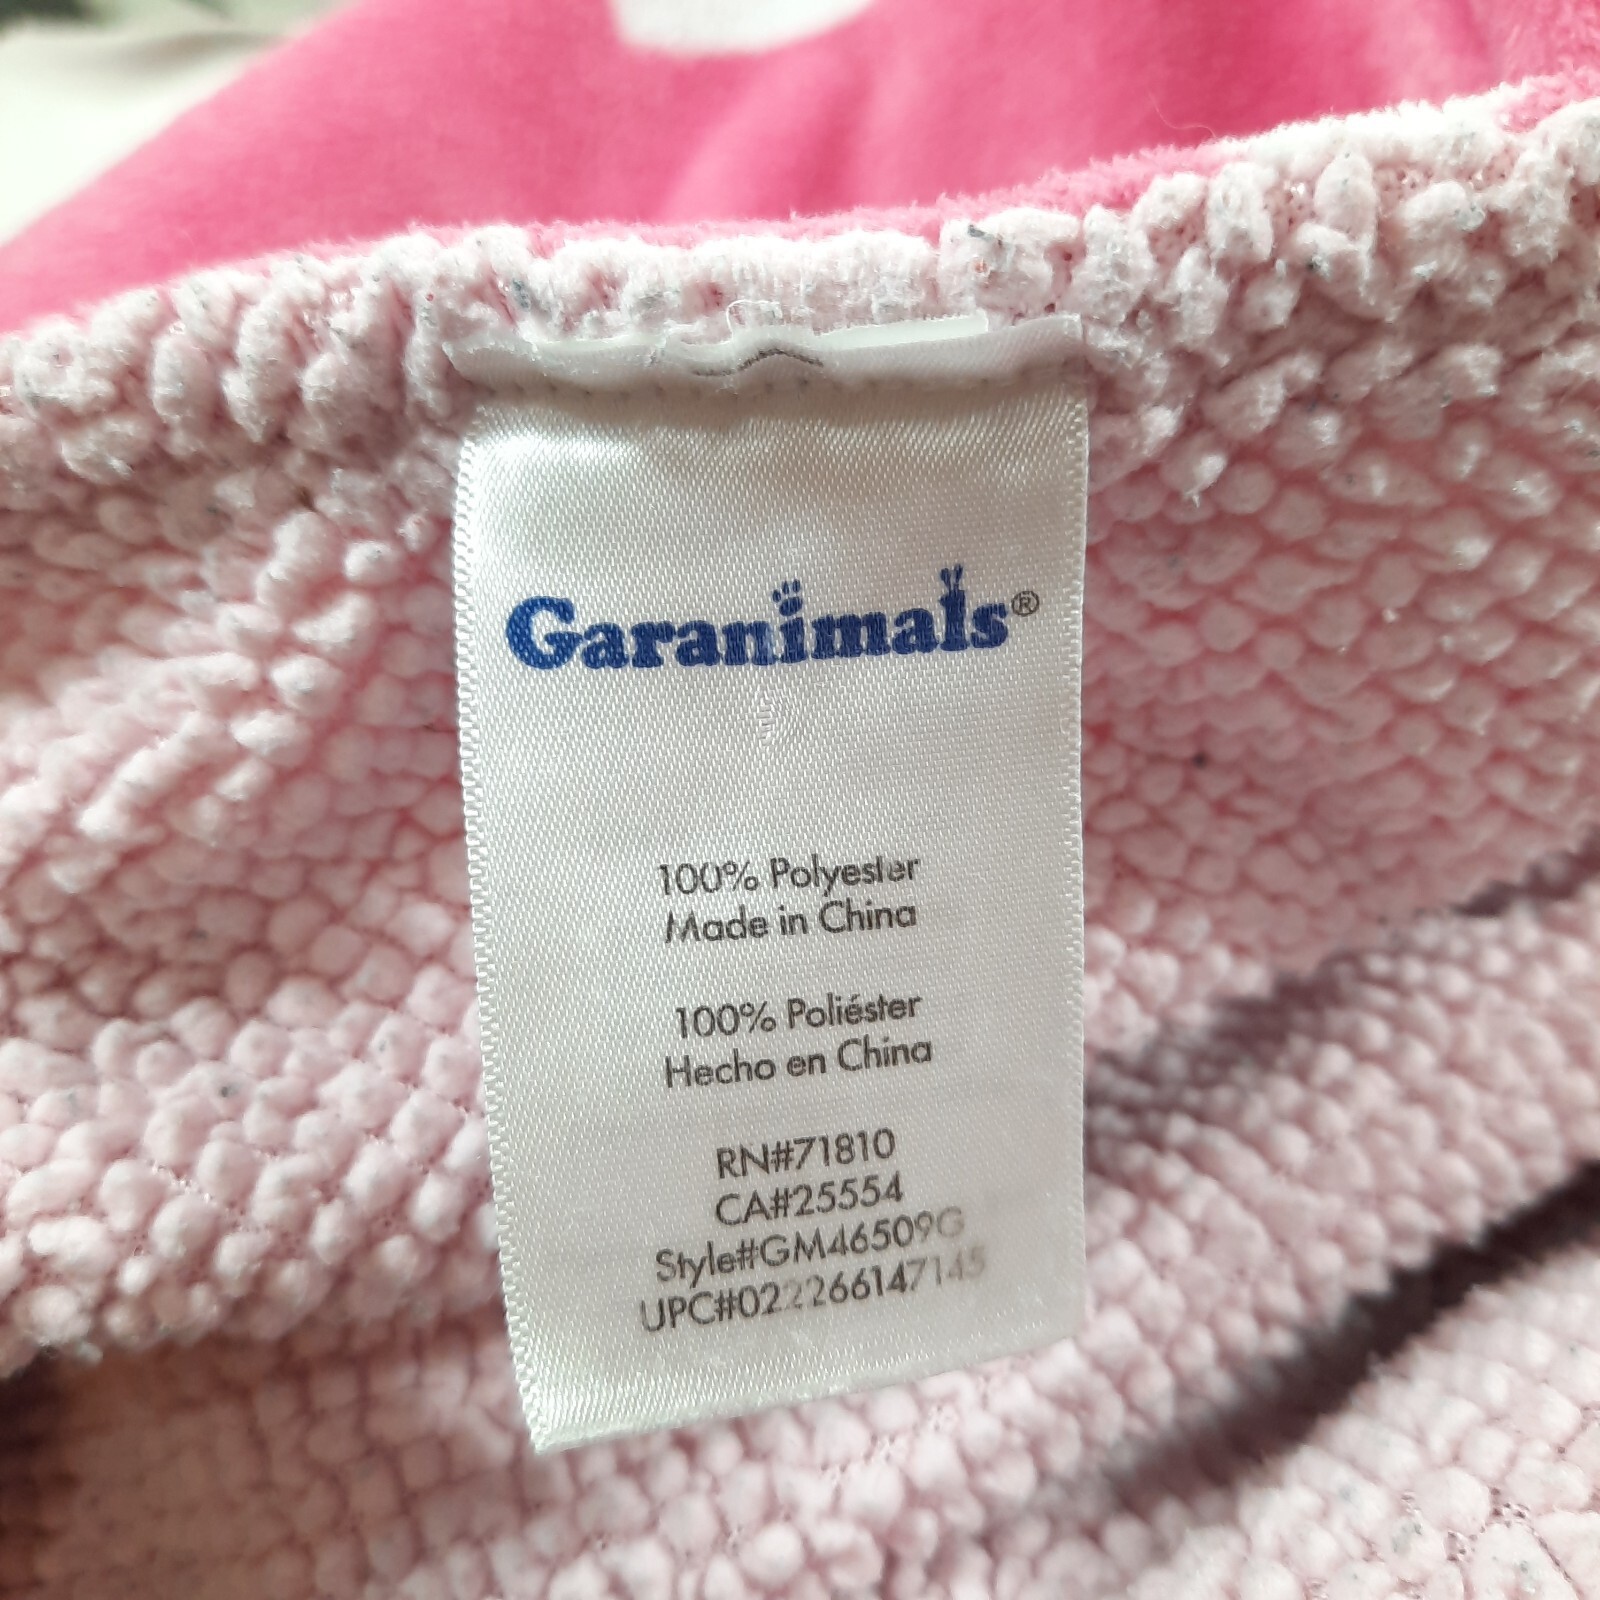 Garanimals®
100% Polyester
Made in China
100% Poliéster
Hecho en China
RN#71810
CA#25554
Style#GM46509G
UPC#022266147145